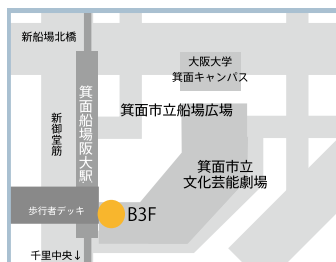 新船場北橋
大阪大学
箕面キャンパス
箕面市立船場広場
箕面船場阪大駅
新御堂筋
箕面市立
文化芸能劇場
歩行者デッキ
B3F
千里中央↓